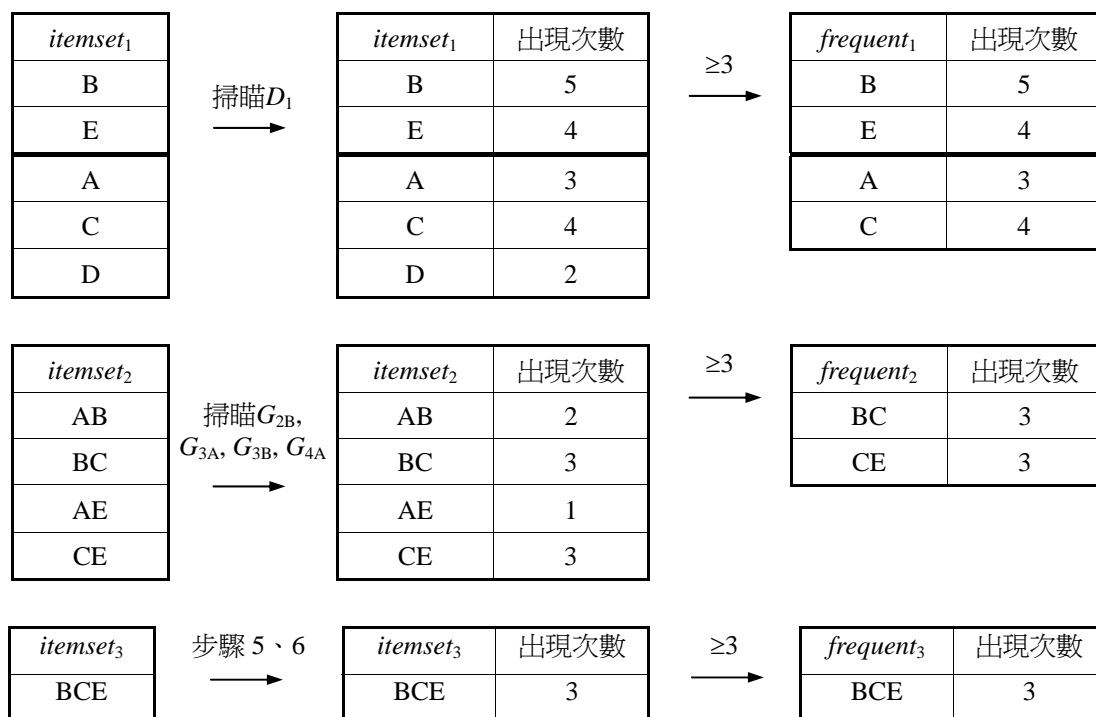 itemset₁
B
E
A
C
D
掃瞄D₁
itemset₁ 出現次數
B 5
E 4
A 3
C 4
D 2
≥3
frequent₁ 出現次數
B 5
E 4
A 3
C 4
itemset₂
AB
BC
AE
CE
掃瞄G₂B,
G₃A, G₃B, G₄A
itemset₂ 出現次數
AB 2
BC 3
AE 1
CE 3
≥3
frequent₂ 出現次數
BC 3
CE 3
itemset₃
BCE
步驟 5、6
itemset₃ 出現次數
BCE 3
≥3
frequent₃ 出現次數
BCE 3